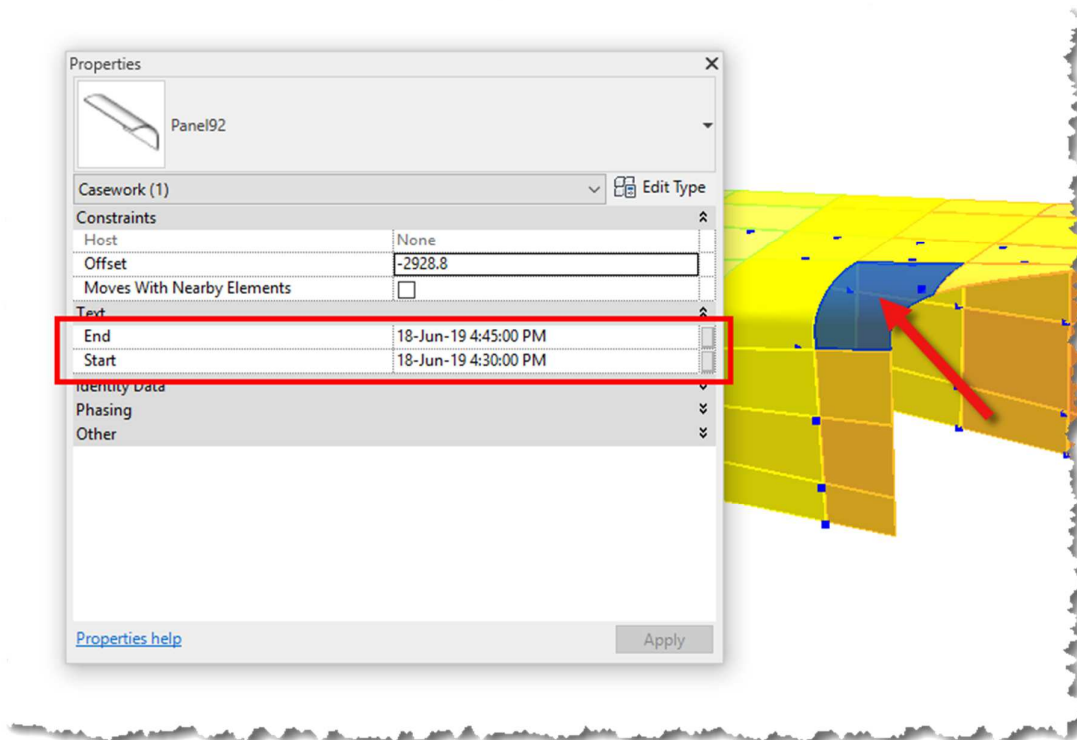 Properties
Panel92
Casework (1) Edit Type
Constraints
Host None
Offset -2928.8
Moves With Nearby Elements
Text
End 18-Jun-19 4:45:00 PM
Start 18-Jun-19 4:30:00 PM
Identity Data
Phasing
Other
Properties help Apply